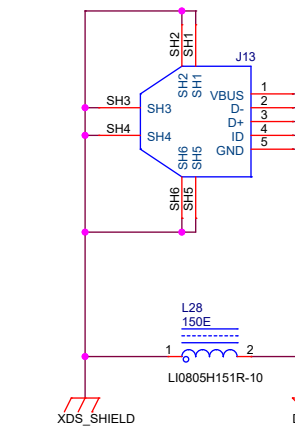 SH2
SH1
J13
SH2
SH1
SH3
SH3
VBUS 1
D- 2
D+ 3
SH4
SH4
ID 4
GND 5
SH6
SH5
SH6
SH5
L28
150E
1
2
LI0805H151R-10
XDS_SHIELD